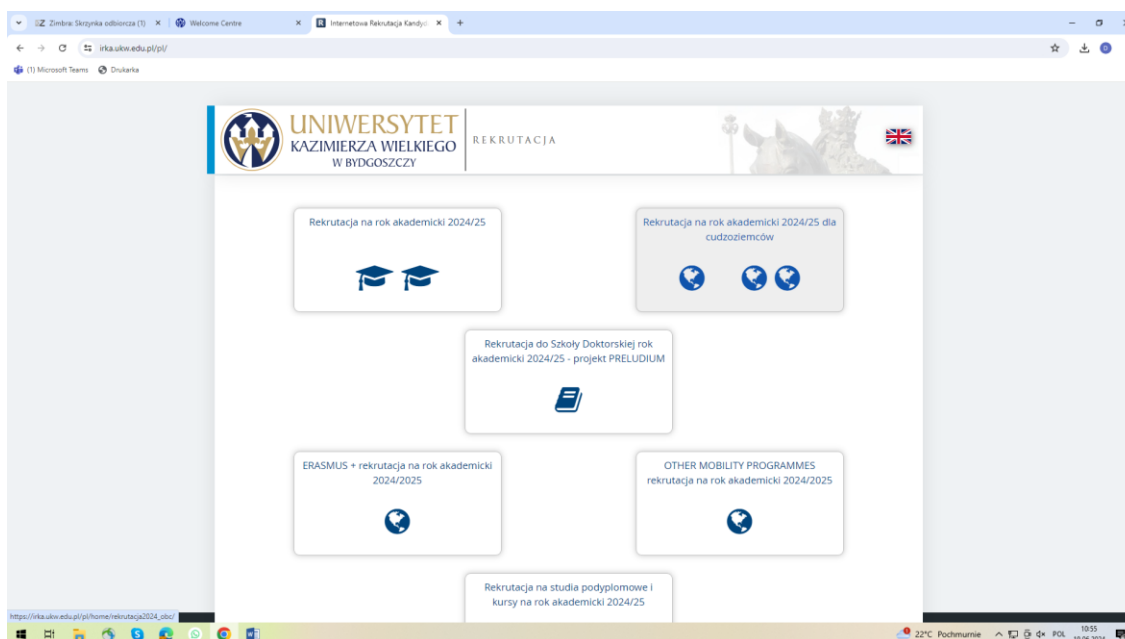 Zimbra: Skrzynka odbiorcza (1)
Welcome Centre
Internetowa Rekrutacja Kandyd
irka.ukw.edu.pl/pl/
(1) Microsoft Teams
Drukarka
UNIWERSYTET
KAZIMIERZA WIELKIEGO
W BYDGOSZCZY
REKRUTACJA
Rekrutacja na rok akademicki 2024/25
Rekrutacja na rok akademicki 2024/25 dla
cudzoziemców
Rekrutacja do Szkoły Doktorskiej rok
akademicki 2024/25 - projekt PRELUDIUM
ERASMUS + rekrutacja na rok akademicki
2024/2025
OTHER MOBILITY PROGRAMMES
rekrutacja na rok akademicki 2024/2025
Rekrutacja na studia podyplomowe i
kursy na rok akademicki 2024/25
https://irka.ukw.edu.pl/pl/home/rekrutacja2024_obc/
22°C Pochmurnie
POL
10:55